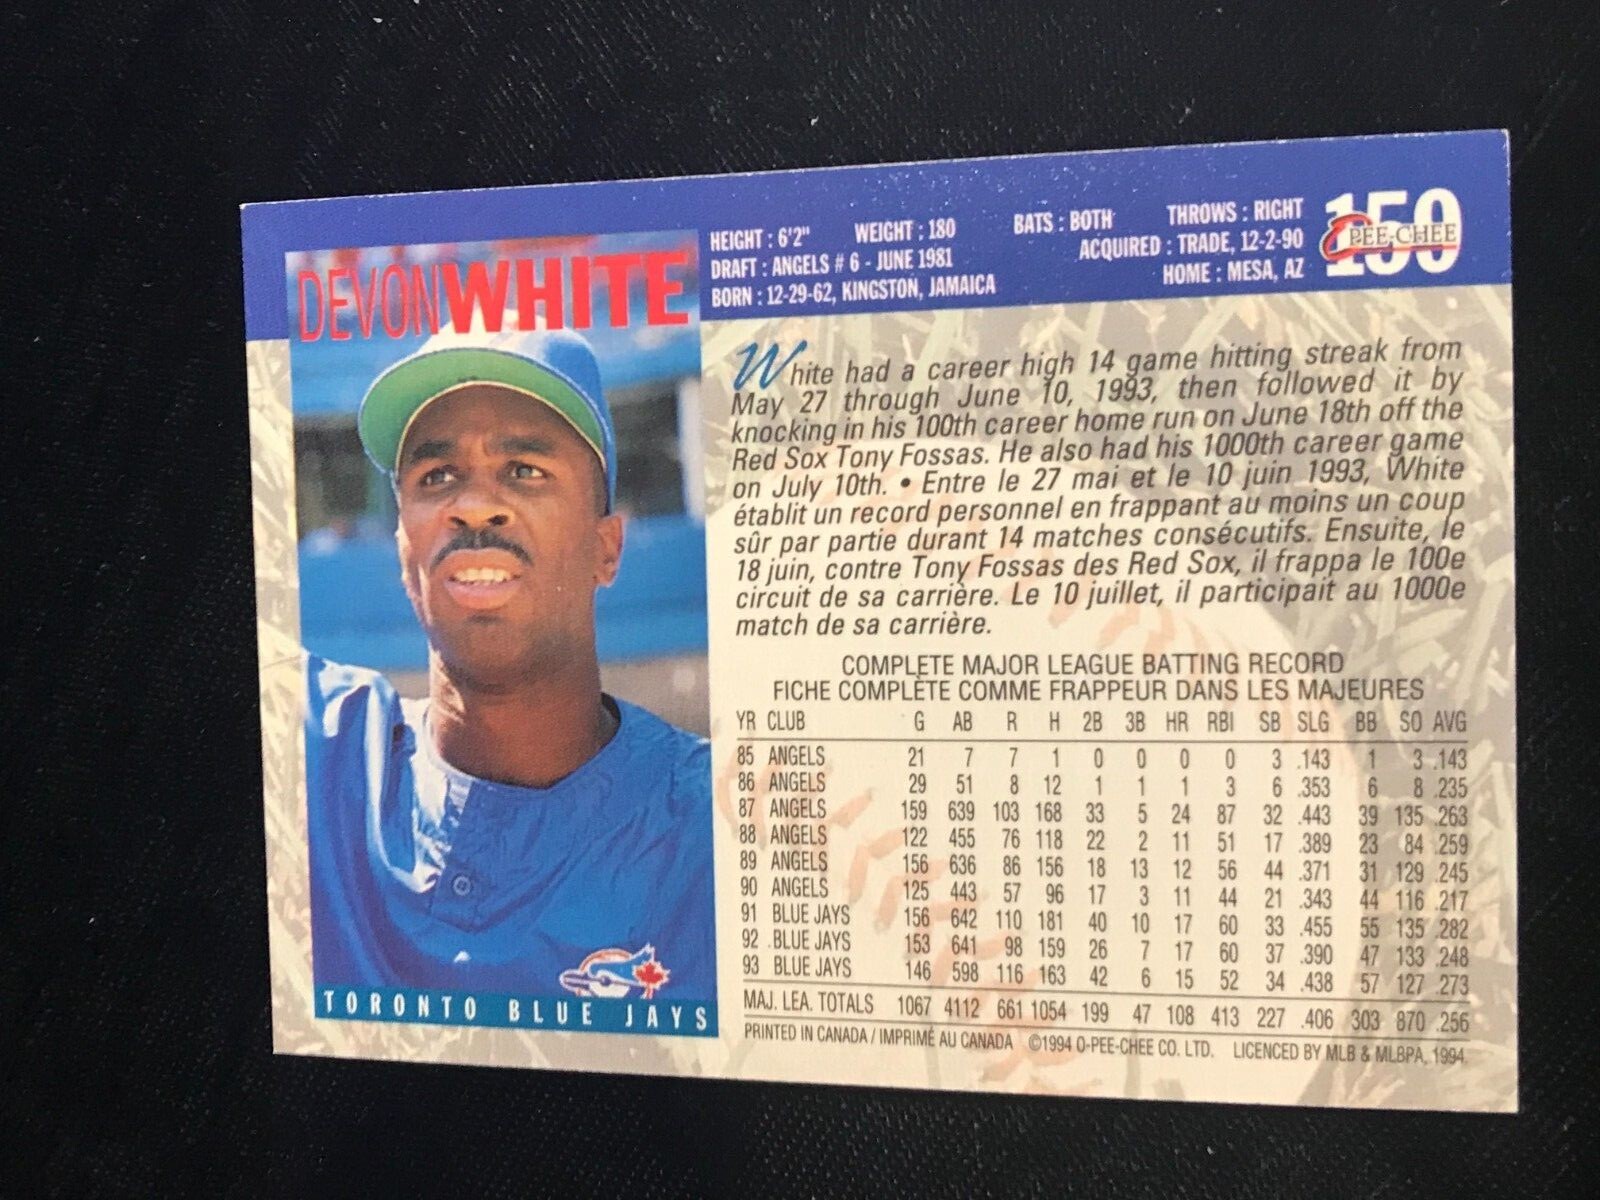 DEVON WHITE
HEIGHT : 6'2" WEIGHT : 180 BATS : BOTH THROWS : RIGHT
DRAFT : ANGELS # 6 - JUNE 1981 ACQUIRED : TRADE, 12-2-90
BORN : 12-29-62, KINGSTON, JAMAICA HOME : MESA, AZ
159
O-PEE-CHEE
White had a career high 14 game hitting streak from
May 27 through June 10, 1993, then followed it by
knocking in his 100th career home run on June 18th off the
Red Sox Tony Fossas. He also had his 1000th career game
on July 10th. • Entre le 27 mai et le 10 juin 1993, White
établit un record personnel en frappant au moins un coup
sûr par partie durant 14 matches consécutifs. Ensuite, le
18 juin, contre Tony Fossas des Red Sox, il frappa le 100e
circuit de sa carrière. Le 10 juillet, il participait au 1000e
match de sa carrière.
COMPLETE MAJOR LEAGUE BATTING RECORD
FICHE COMPLÈTE COMME FRAPPEUR DANS LES MAJEURES
YR CLUB G AB R H 2B 3B HR RBI SB SLG BB SO AVG
85 ANGELS 21 7 7 1 0 0 0 0 3 .143 1 3 .143
86 ANGELS 29 51 8 12 1 1 1 3 6 .353 6 8 .235
87 ANGELS 159 639 103 168 33 5 24 87 32 .443 39 135 .263
88 ANGELS 122 455 76 118 22 2 11 51 17 .389 23 84 .259
89 ANGELS 156 636 86 156 18 13 12 56 44 .371 31 129 .245
90 ANGELS 125 443 57 96 17 3 11 44 21 .343 44 116 .217
91 BLUE JAYS 156 642 110 181 40 10 17 60 33 .455 55 135 .282
92 BLUE JAYS 153 641 98 159 26 7 17 60 37 .390 47 133 .248
93 BLUE JAYS 146 598 116 163 42 6 15 52 34 .438 57 127 .273
MAJ. LEA. TOTALS 1067 4112 661 1054 199 47 108 413 227 .406 303 870 .256
TORONTO BLUE JAYS
PRINTED IN CANADA / IMPRIMÉ AU CANADA ©1994 O-PEE-CHEE CO. LTD. LICENCED BY MLB & MLBPA, 1994